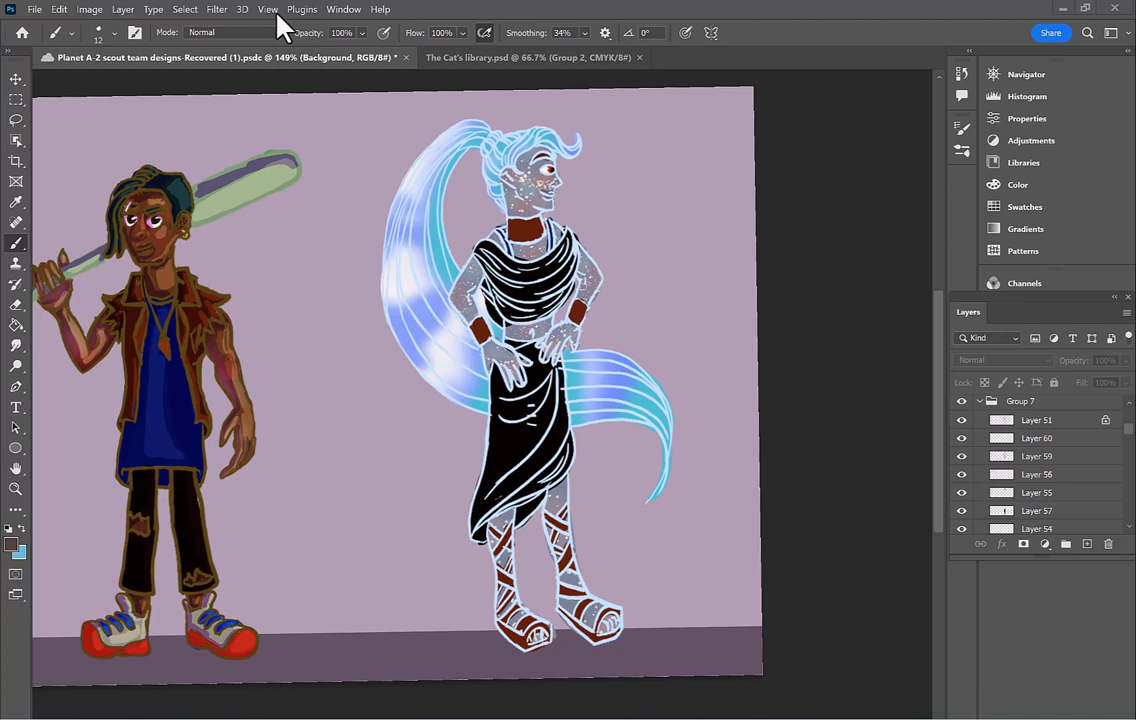 Ps File Edit Image Layer Type Select Filter 3D View Plugins Window Help
12 Mode: Normal Opacity: 100% Flow: 100% Smoothing: 34% 0° Share
Planet A-2 scout team designs-Recovered (1).psdc @ 149% (Background, RGB/8#) * × The Cat's library.psd @ 66.7% (Group 2, CMYK/8#) ×
Navigator
Histogram
Properties
Adjustments
Libraries
Color
Swatches
Gradients
Patterns
Channels
Layers
Kind
Normal Opacity: 100%
Lock: Fill: 100%
Group 7
Layer 51
Layer 60
Layer 59
Layer 56
Layer 55
Layer 57
Layer 54